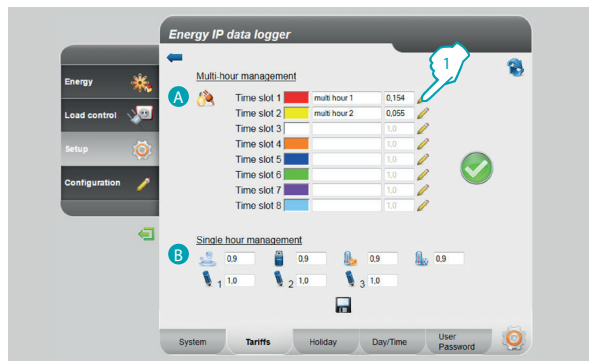 Energy IP data logger
1
Energy
Load control
Setup
Configuration
Multi-hour management
A
Time slot 1 multi hour 1 0,154
Time slot 2 multi hour 2 0,055
Time slot 3 1,0
Time slot 4 1,0
Time slot 5 1,0
Time slot 6 1,0
Time slot 7 1,0
Time slot 8 1,0
Single hour management
B
0,9 0,9 0,9 0,9
1 1,0 2 1,0 3 1,0
System Tariffs Holiday Day/Time User Password